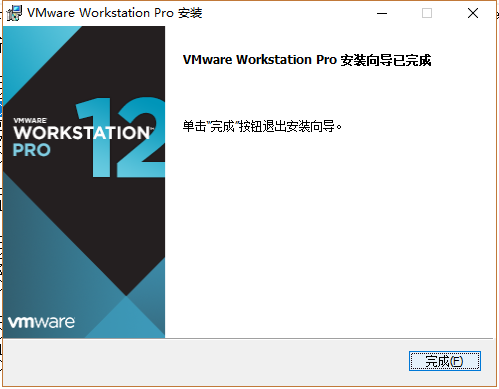 VMware Workstation Pro 安装
VMware Workstation Pro 安装向导已完成
单击"完成"按钮退出安装向导。
VMWARE
WORKSTATION
PRO 12
vmware
完成(F)